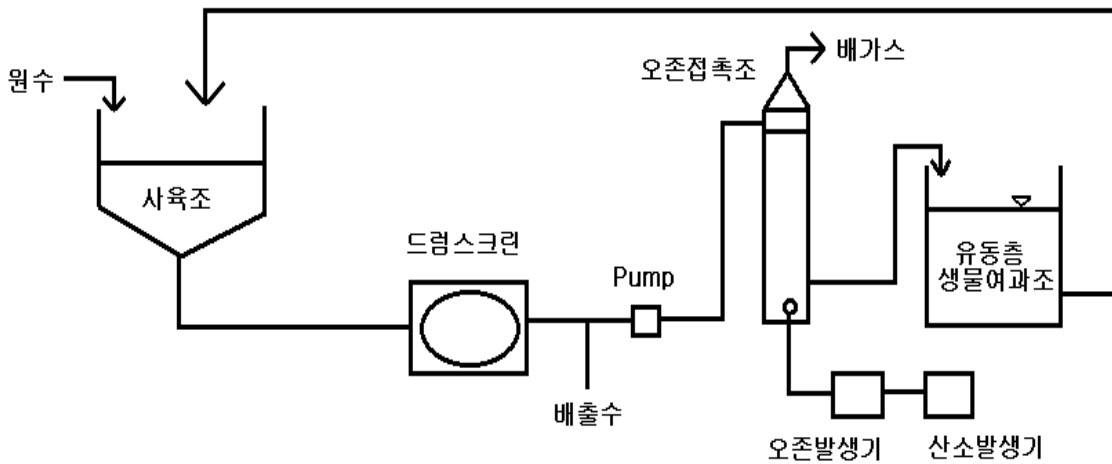 원수
배가스
오존접촉조
사육조
드럼스크린
Pump
유동층
생물여과조
배출수
오존발생기
산소발생기